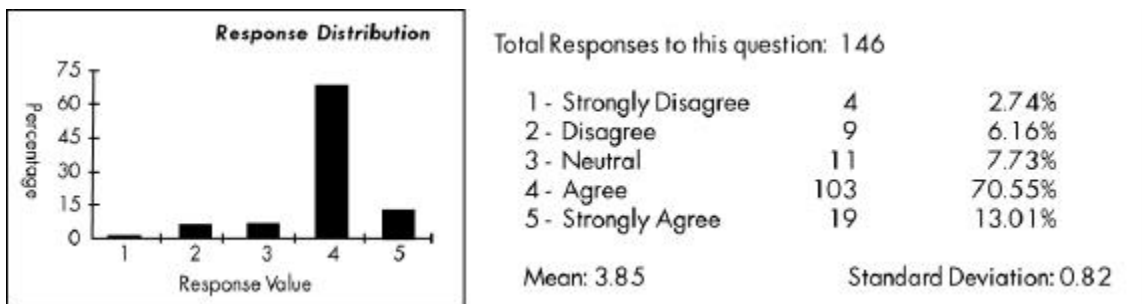 Response Distribution
75
60
45
30
15
0
Percentage
1 2 3 4 5
Response Value
Total Responses to this question: 146
1 - Strongly Disagree 4 2.74%
2 - Disagree 9 6.16%
3 - Neutral 11 7.73%
4 - Agree 103 70.55%
5 - Strongly Agree 19 13.01%
Mean: 3.85 Standard Deviation: 0.82